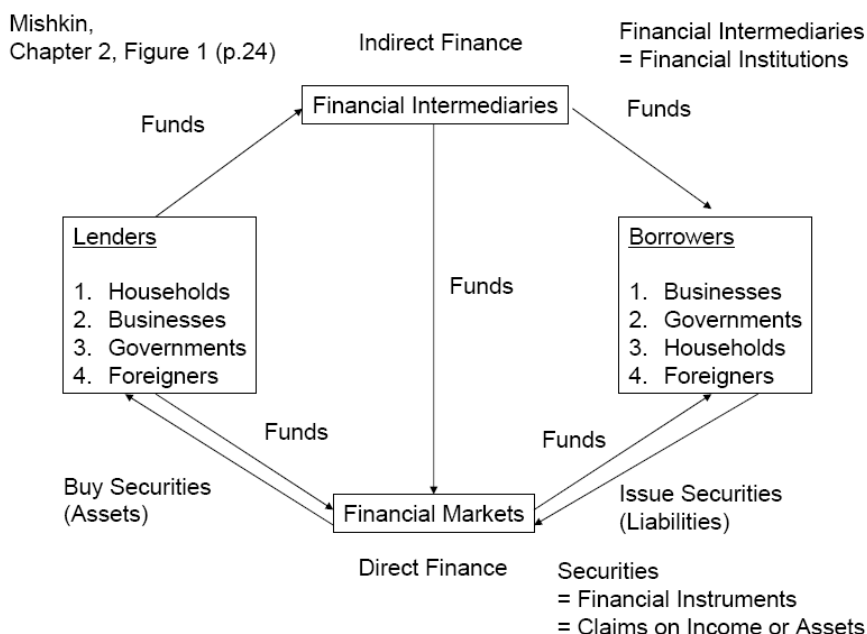 Mishkin,
Chapter 2, Figure 1 (p.24)
Indirect Finance
Financial Intermediaries
= Financial Institutions
Financial Intermediaries
Funds
Funds
Lenders
1. Households
2. Businesses
3. Governments
4. Foreigners
Funds
Borrowers
1. Businesses
2. Governments
3. Households
4. Foreigners
Funds
Funds
Buy Securities
(Assets)
Financial Markets
Issue Securities
(Liabilities)
Direct Finance
Securities
= Financial Instruments
= Claims on Income or Assets